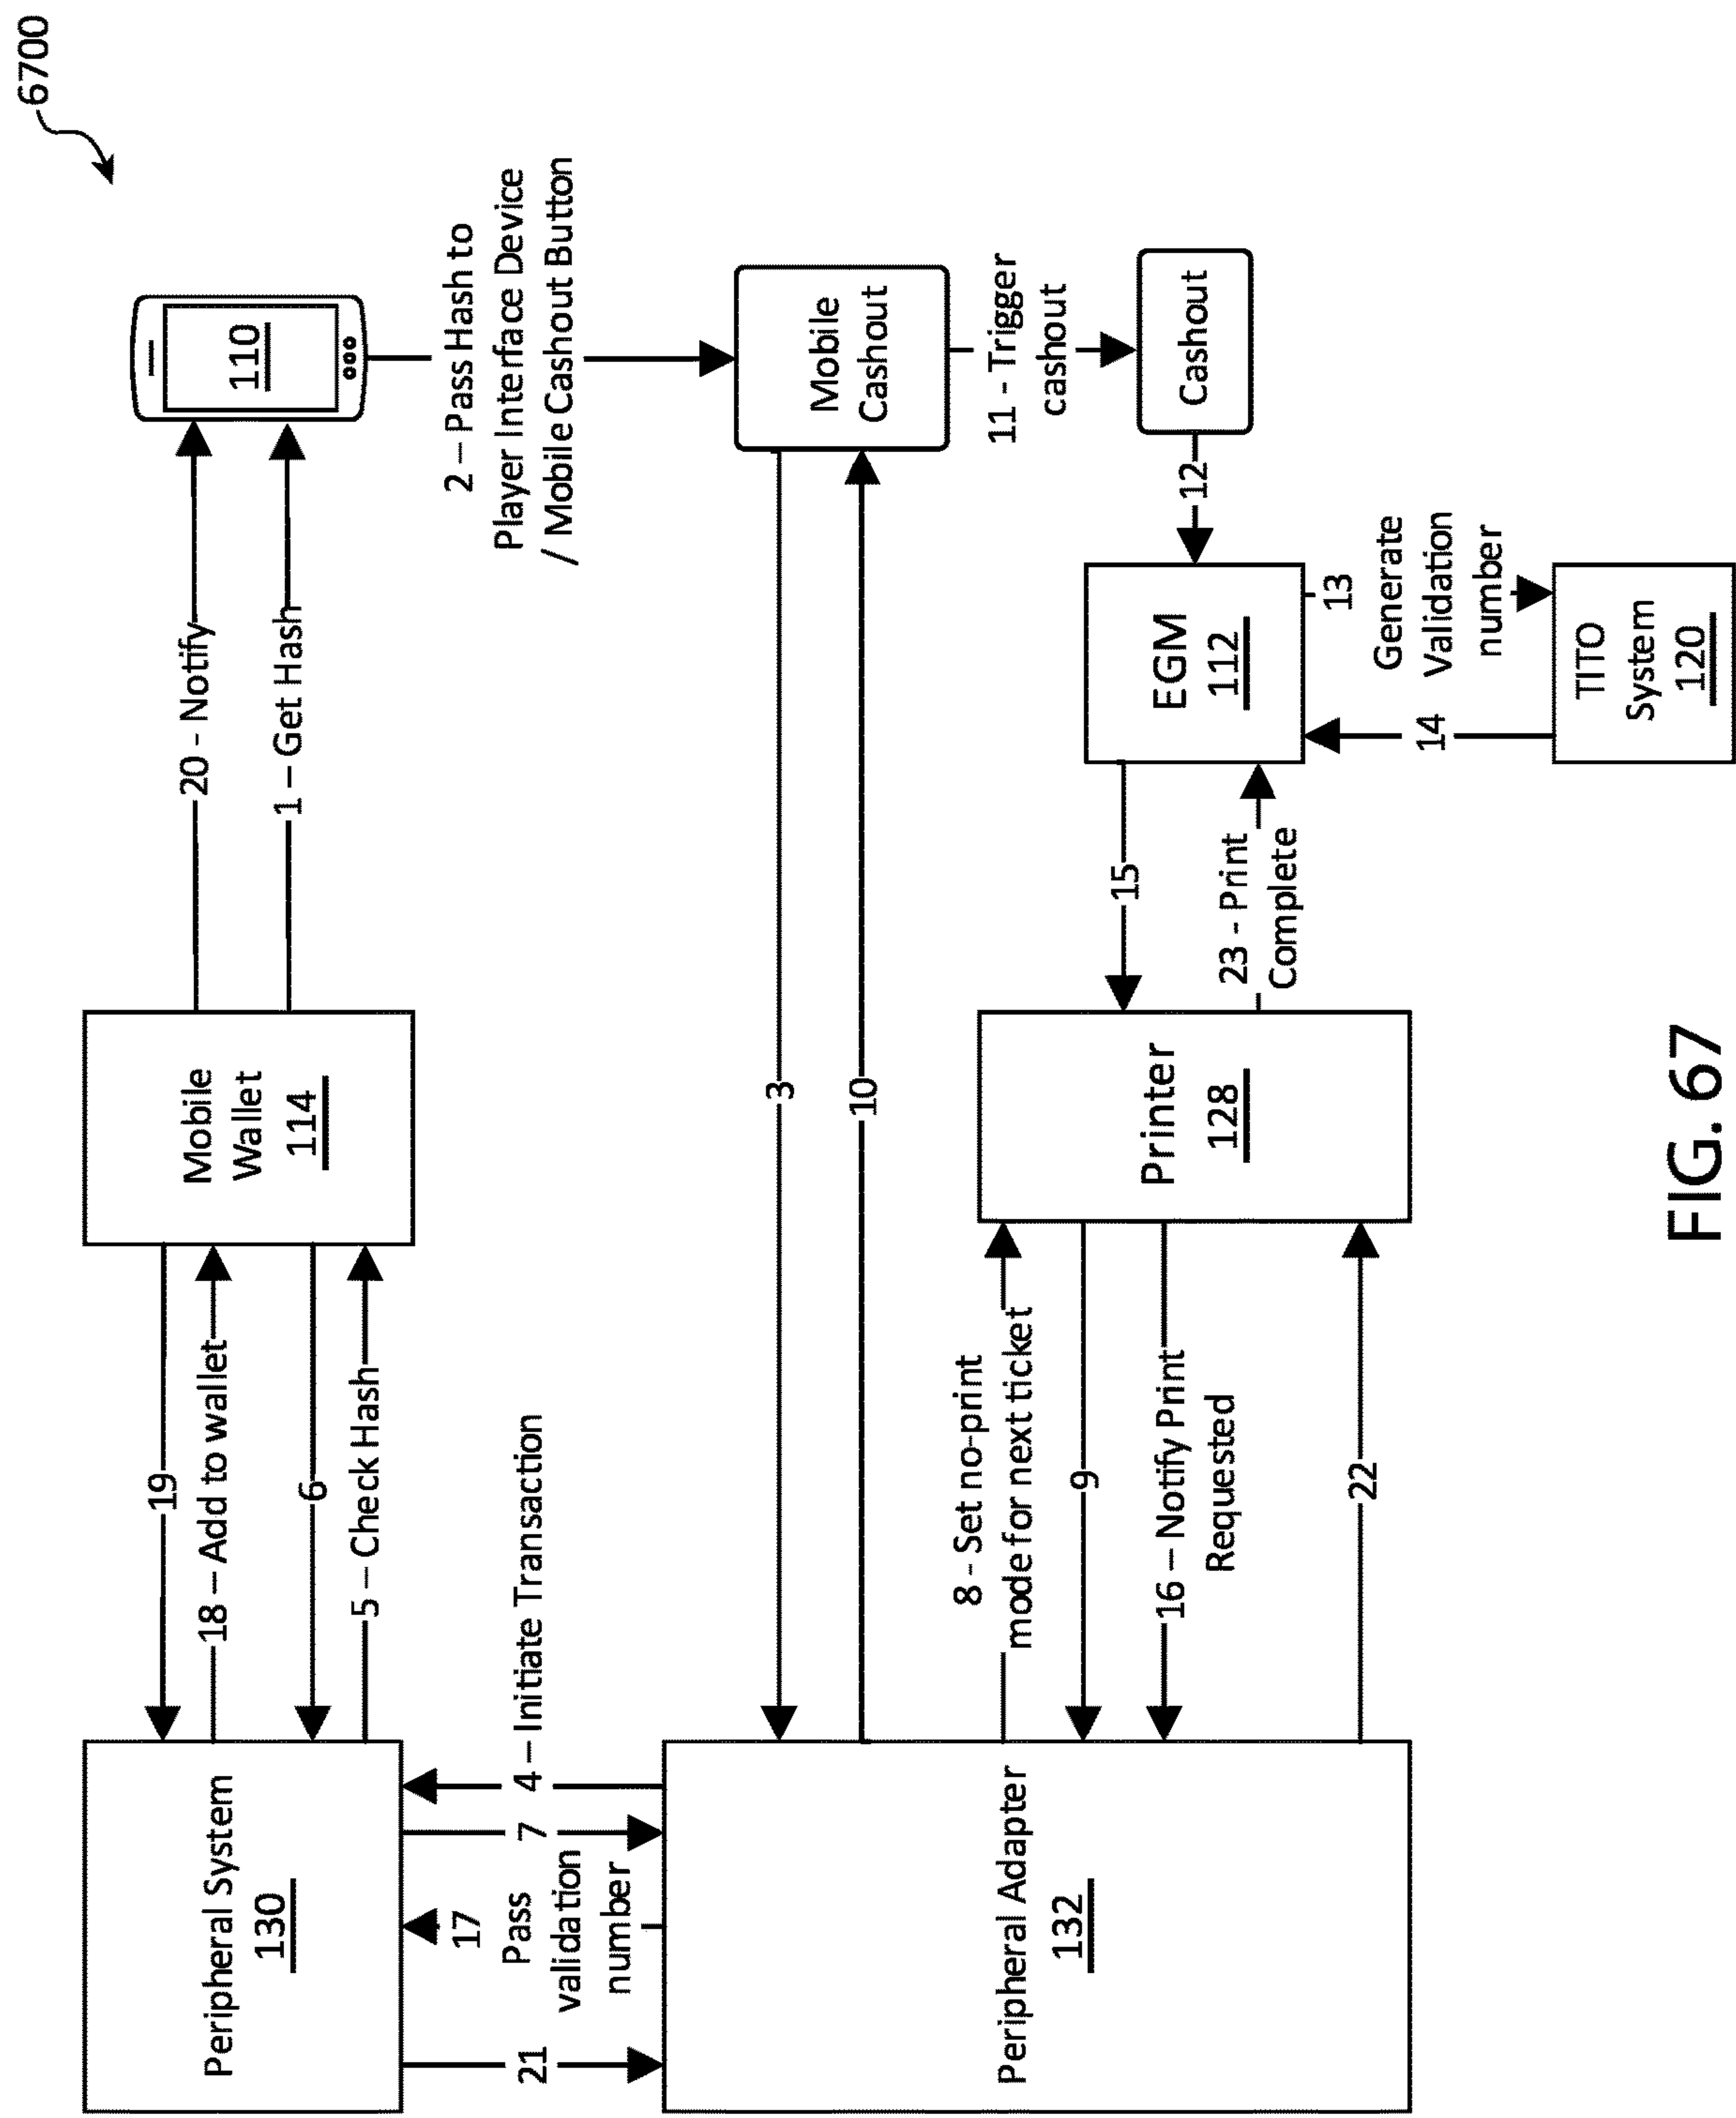 6700
110
20 - Notify
1 – Get Hash
2 – Pass Hash to
Player Interface Device
/ Mobile Cashout Button
Mobile
Wallet
114
19
18 – Add to wallet
6
5 – Check Hash
Peripheral System
130
4 – Initiate Transaction
7
17
Pass
validation
number
21
Mobile
Cashout
11 - Trigger
cashout
Cashout
12
3
10
EGM
112
13
Generate
Validation
number
14
TITO
System
120
15
23 - Print
Complete
Printer
128
8 - Set no-print
mode for next ticket
9
16 – Notify Print
Requested
22
Peripheral Adapter
132
FIG. 67